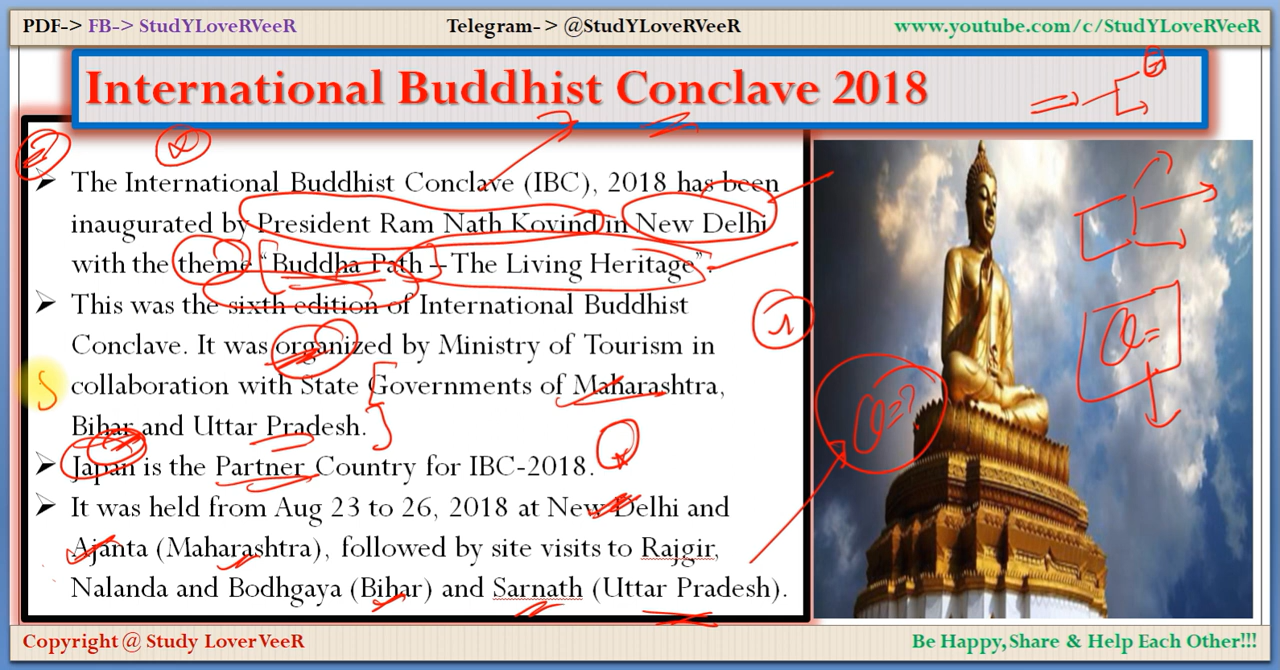 PDF-> FB-> StudYLoveRVeeR Telegram-> @StudYLoveRVeeR www.youtube.com/c/StudYLoveRVeeR
International Buddhist Conclave 2018
➢ The International Buddhist Conclave (IBC), 2018 has been
inaugurated by President Ram Nath Kovind in New Delhi
with the theme "Buddha Path – The Living Heritage".
➢ This was the sixth edition of International Buddhist
Conclave. It was organized by Ministry of Tourism in
collaboration with State Governments of Maharashtra,
Bihar and Uttar Pradesh.
➢ Japan is the Partner Country for IBC-2018.
➢ It was held from Aug 23 to 26, 2018 at New Delhi and
Ajanta (Maharashtra), followed by site visits to Rajgir,
Nalanda and Bodhgaya (Bihar) and Sarnath (Uttar Pradesh).
Q=?
Q=
Copyright @ Study LoverVeeR Be Happy,Share & Help Each Other!!!